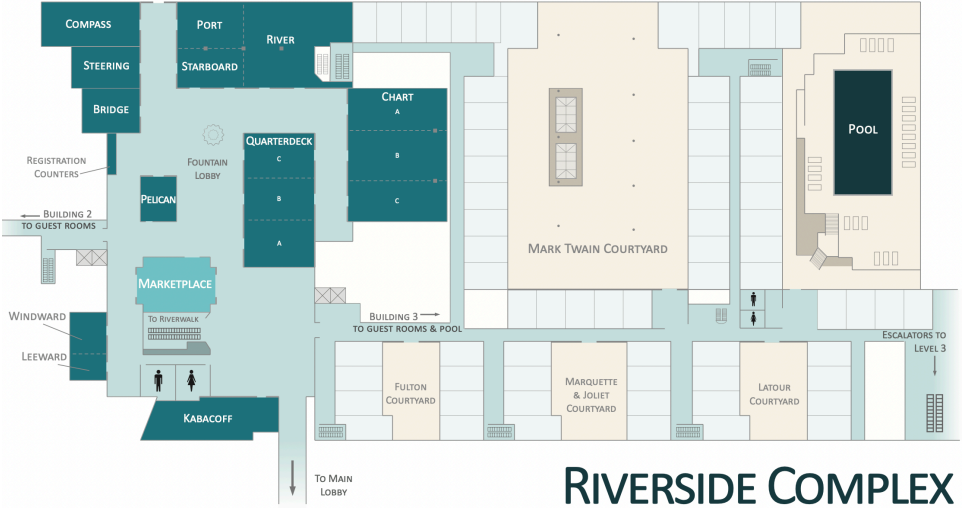 COMPASS
PORT
RIVER
STEERING
STARBOARD
BRIDGE
CHART
A
B
C
POOL
REGISTRATION
COUNTERS
FOUNTAIN
LOBBY
QUARTERDECK
C
B
A
PELICAN
BUILDING 2
TO GUEST ROOMS
MARK TWAIN COURTYARD
MARKETPLACE
TO RIVERWALK
WINDWARD
LEEWARD
BUILDING 3
TO GUEST ROOMS & POOL
ESCALATORS TO
LEVEL 3
FULTON
COURTYARD
MARQUETTE
& JOLIET
COURTYARD
LATOUR
COURTYARD
KABACOFF
TO MAIN
LOBBY
RIVERSIDE COMPLEX